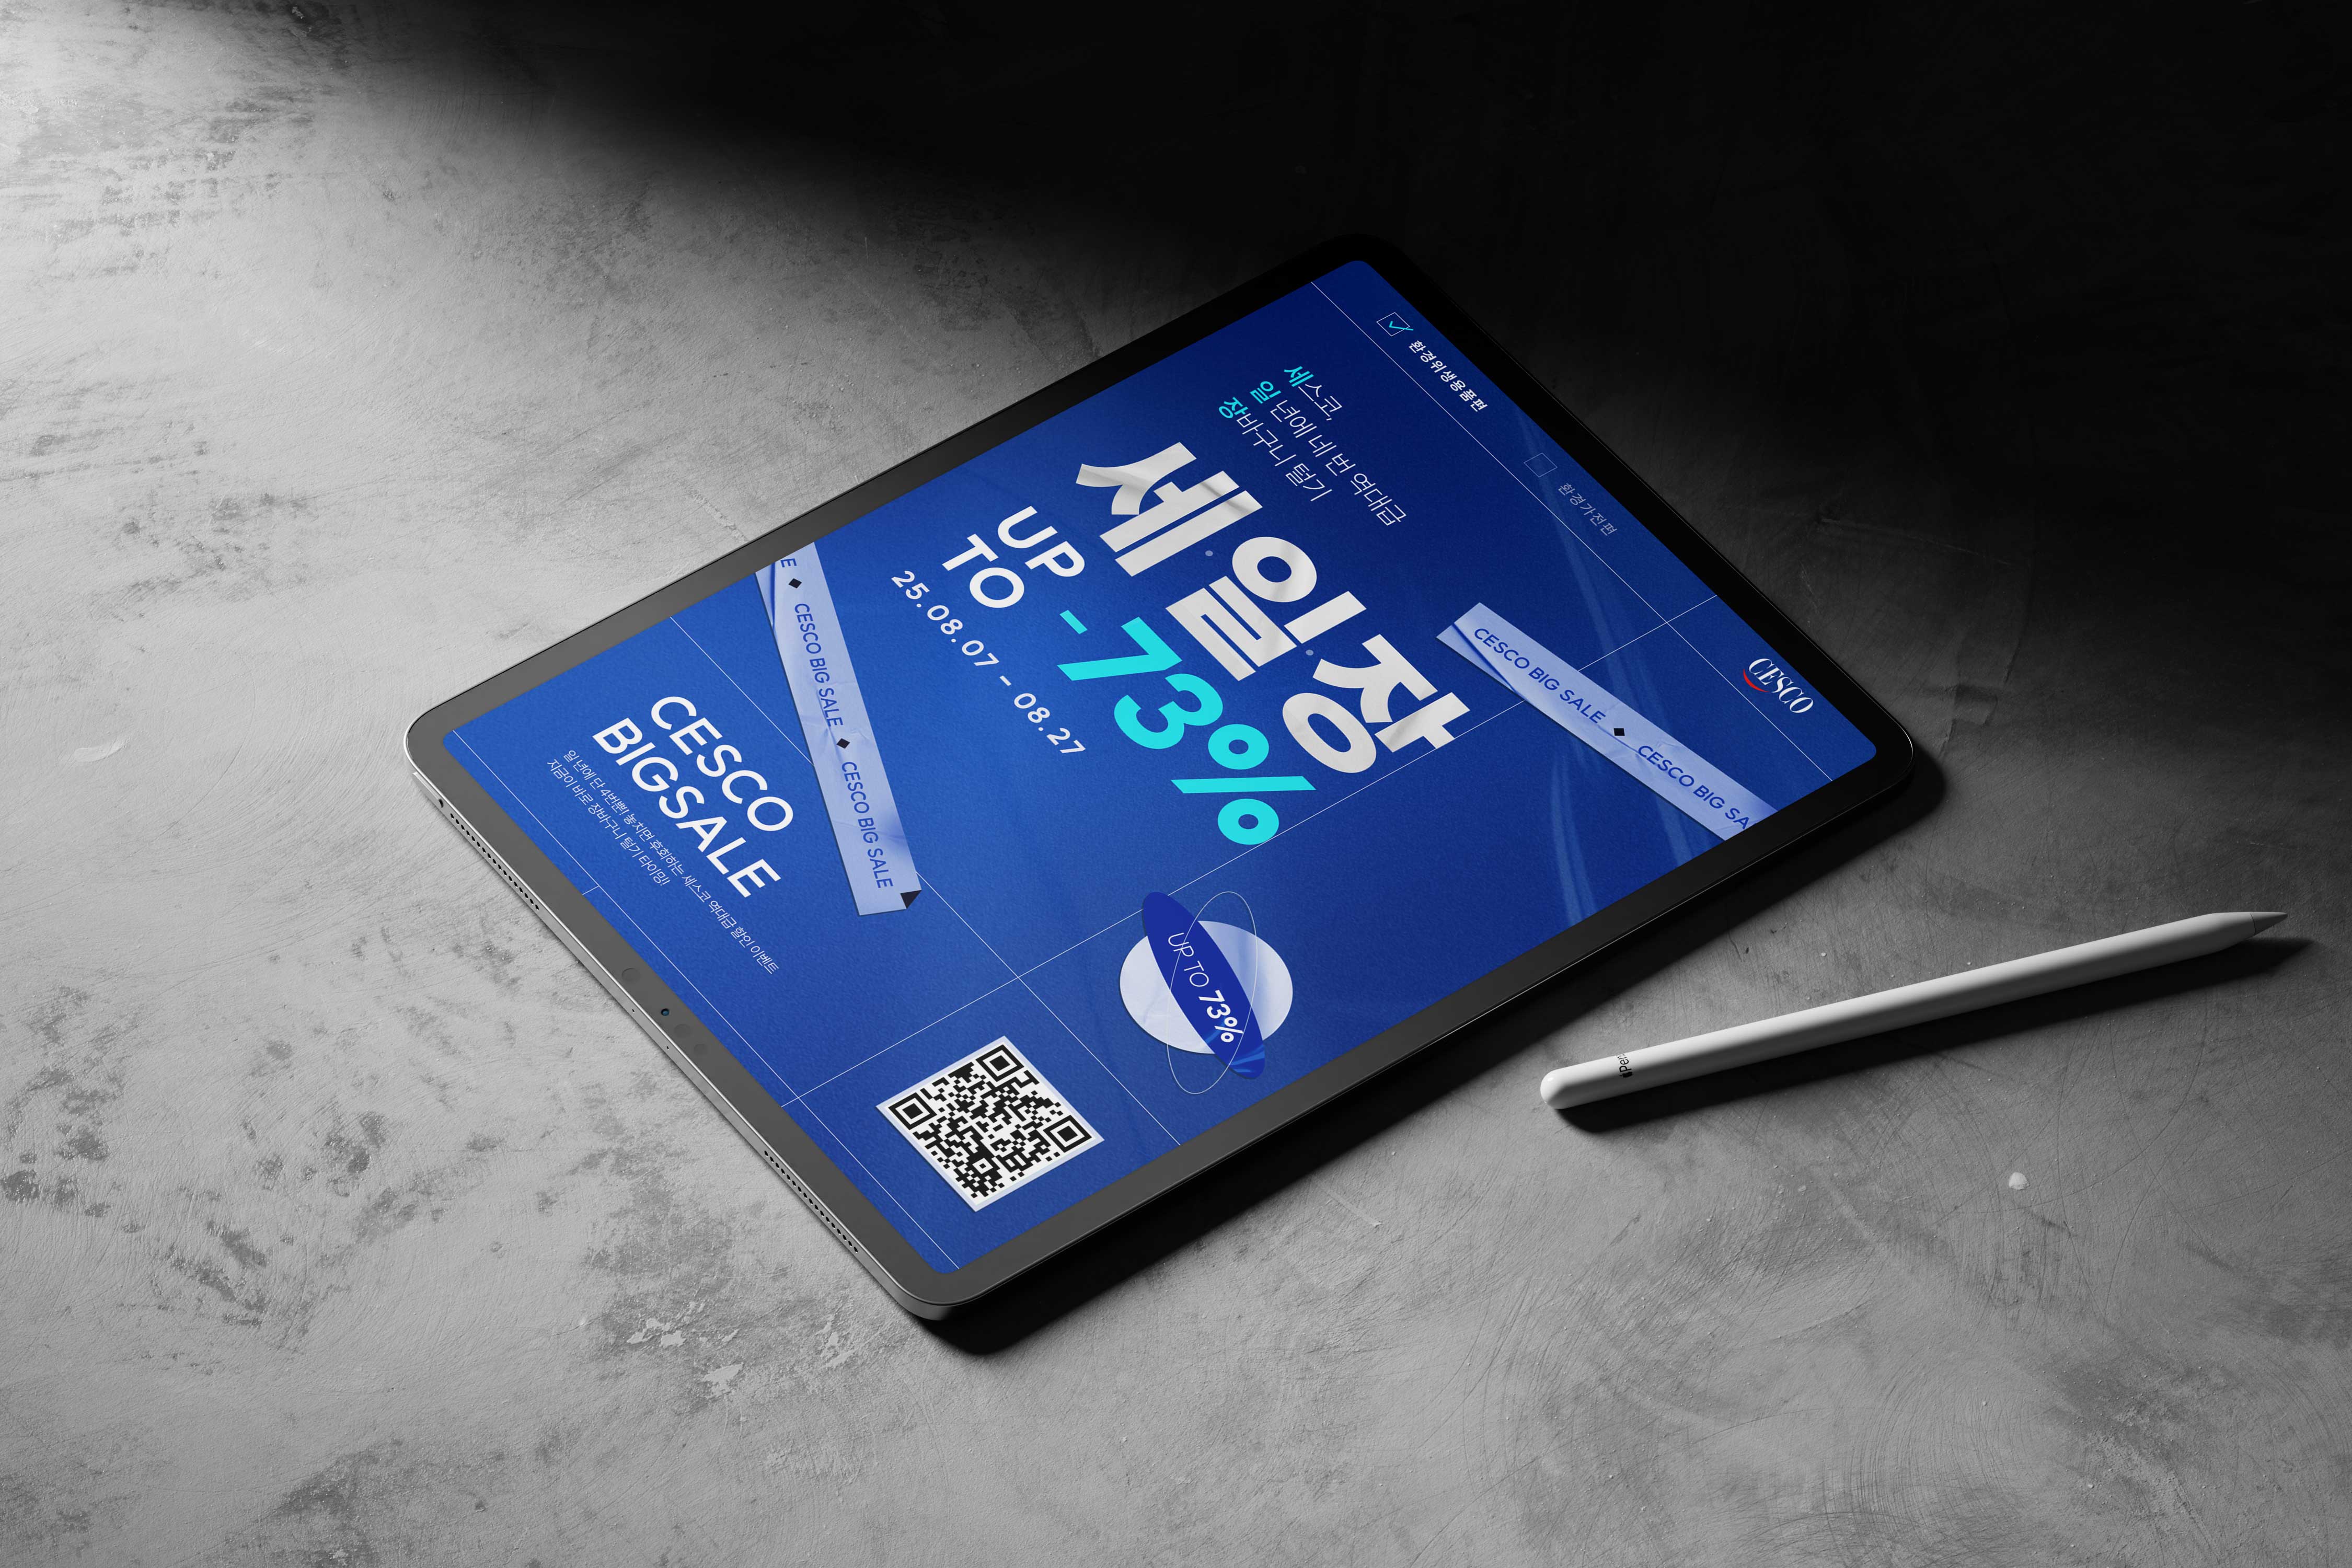 환경위생용품편
환경가전편
CESCO
세스코,
일 년에 네 번 역대급
장바구니 털기
세·일·장
UP
TO
-73%
25.08.07 - 08.27
CESCO BIG SALE ◆ CESCO BIG SA
E ◆ CESCO BIG SALE ◆ CESCO BIG SALE
UP TO 73%
CESCO
BIGSALE
일 년에 단 4번뿐! 놓치면 후회하는 세스코 역대급 할인 이벤트
지금이 바로 장바구니 털기 타이밍!